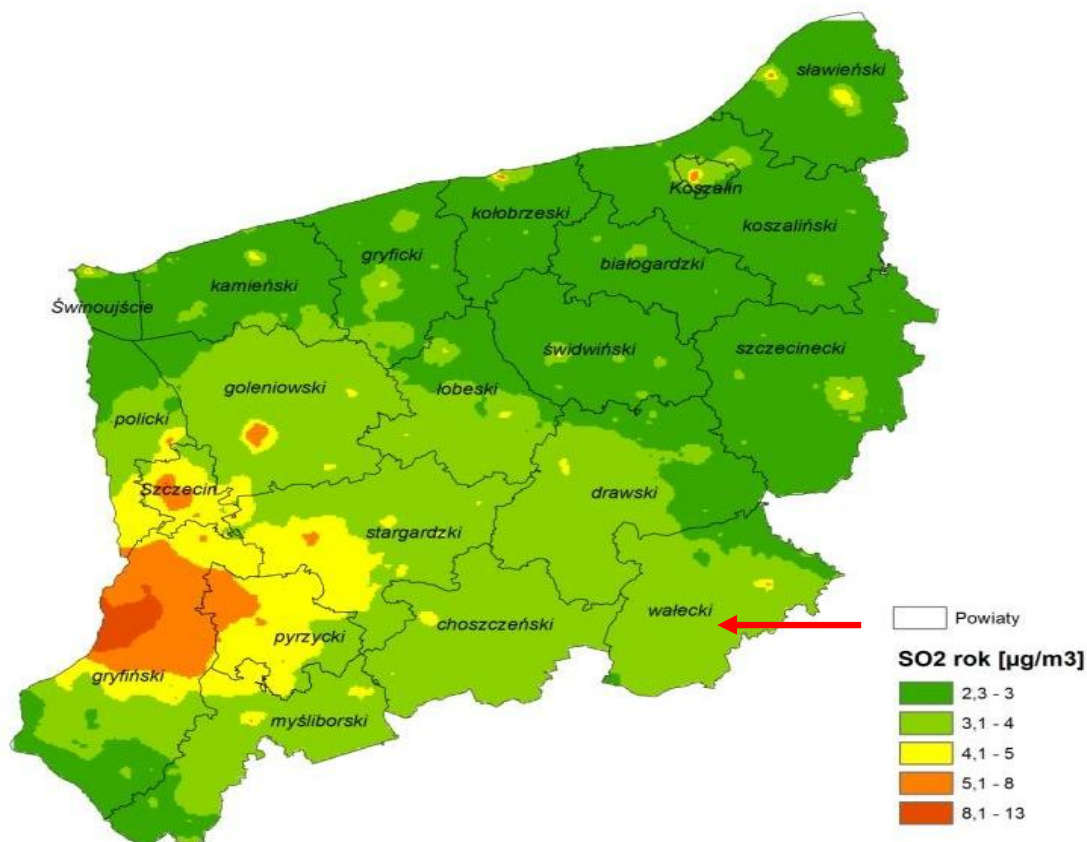 sławieński
Koszalin
kołobrzeski
koszaliński
gryficki
białogardzki
kamieński
Świnoujście
świdwiński
szczecinecki
goleniowski
łobeski
policki
Szczecin
drawski
stargardzki
wałecki
choszczeński
pyrzycki
gryfiński
myśliborski
Powiaty
SO2 rok [µg/m3]
2,3 - 3
3,1 - 4
4,1 - 5
5,1 - 8
8,1 - 13